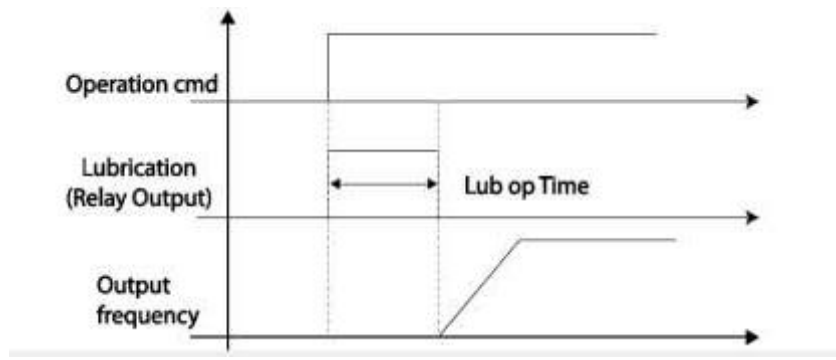 Operation cmd
Lubrication
(Relay Output)
Lub op Time
Output
frequency